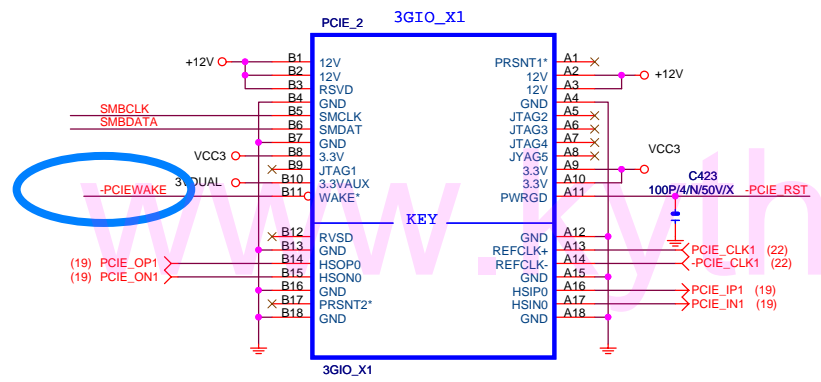 3GIO_X1
PCIE_2
+12V B1 12V PRSNT1* A1
B2 12V 12V A2 +12V
B3 RSVD 12V A3
B4 GND GND A4
SMBCLK B5 SMCLK JTAG2 A5
SMBDATA B6 SMDAT JTAG3 A6
B7 GND JTAG4 A7
VCC3 B8 3.3V JYAG5 A8 VCC3
B9 JTAG1 3.3V A9
3VDUAL B10 3.3VAUX 3.3V A10 C423
-PCIEWAKE B11 WAKE* PWRGD A11 100P/4/N/50V/X -PCIE_RST
KEY
B12 RVSD GND A12
B13 GND REFCLK+ A13 PCIE_CLK1 (22)
(19) PCIE_OP1 B14 HSOP0 REFCLK- A14 -PCIE_CLK1 (22)
(19) PCIE_ON1 B15 HSON0 GND A15
B16 GND HSIP0 A16 PCIE_IP1 (19)
B17 PRSNT2* HSIN0 A17 PCIE_IN1 (19)
B18 GND GND A18
3GIO_X1
www.kyth